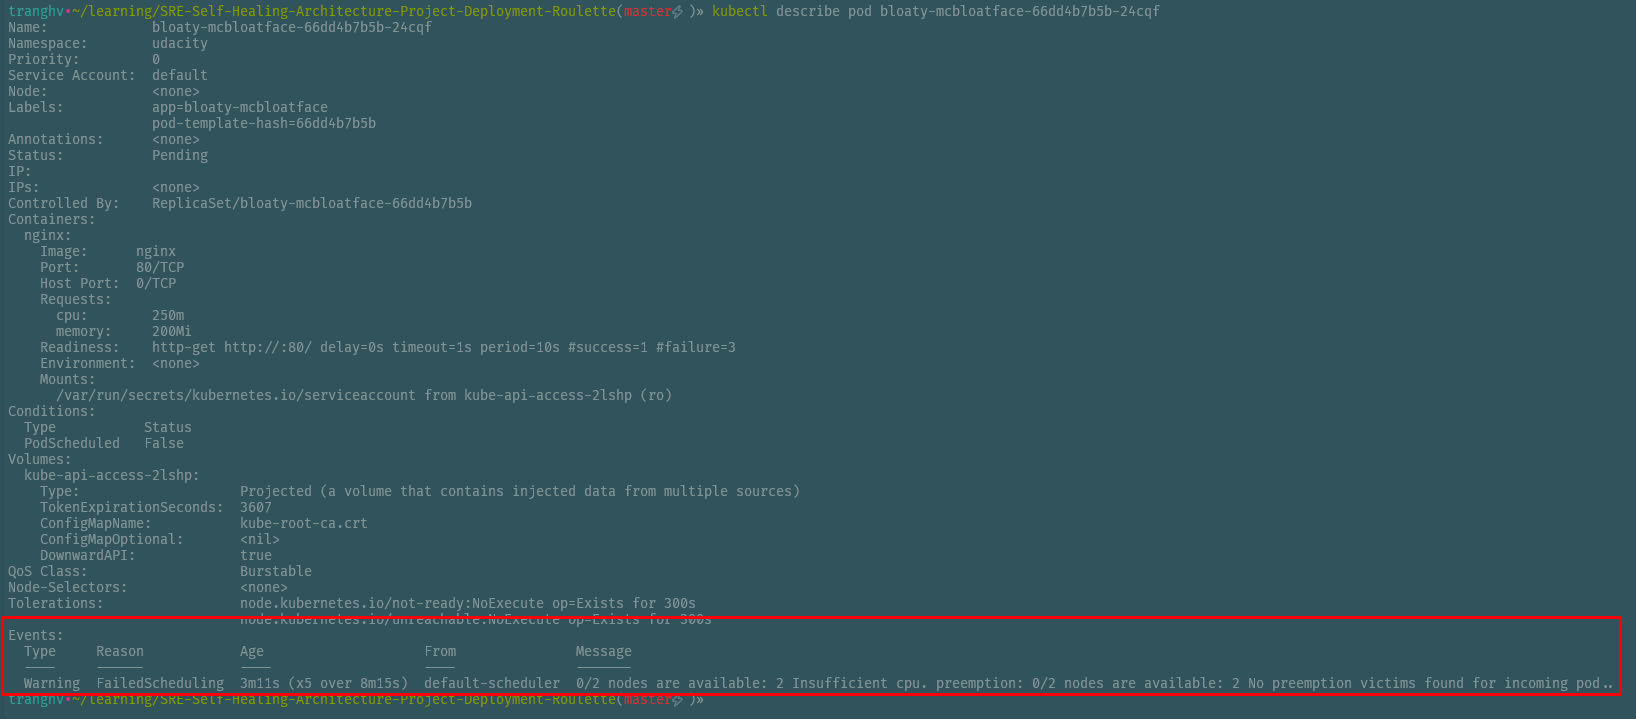 tranghv•~/learning/SRE-Self-Healing-Architecture-Project-Deployment-Roulette(master⚡)» kubectl describe pod bloaty-mcbloatface-66dd4b7b5b-24cqf
Name:             bloaty-mcbloatface-66dd4b7b5b-24cqf
Namespace:        udacity
Priority:         0
Service Account:  default
Node:             <none>
Labels:           app=bloaty-mcbloatface
                  pod-template-hash=66dd4b7b5b
Annotations:      <none>
Status:           Pending
IP:
IPs:              <none>
Controlled By:    ReplicaSet/bloaty-mcbloatface-66dd4b7b5b
Containers:
  nginx:
    Image:      nginx
    Port:       80/TCP
    Host Port:  0/TCP
    Requests:
      cpu:        250m
      memory:     200Mi
    Readiness:    http-get http://:80/ delay=0s timeout=1s period=10s #success=1 #failure=3
    Environment:  <none>
    Mounts:
      /var/run/secrets/kubernetes.io/serviceaccount from kube-api-access-2lshp (ro)
Conditions:
  Type           Status
  PodScheduled   False
Volumes:
  kube-api-access-2lshp:
    Type:                    Projected (a volume that contains injected data from multiple sources)
    TokenExpirationSeconds:  3607
    ConfigMapName:           kube-root-ca.crt
    ConfigMapOptional:       <nil>
    DownwardAPI:             true
QoS Class:                   Burstable
Node-Selectors:              <none>
Tolerations:                 node.kubernetes.io/not-ready:NoExecute op=Exists for 300s
                             node.kubernetes.io/unreachable:NoExecute op=Exists for 300s
Events:
  Type     Reason            Age                    From               Message
  ----     ------            ----                   ----               -------
  Warning  FailedScheduling  3m11s (x5 over 8m15s)  default-scheduler  0/2 nodes are available: 2 Insufficient cpu. preemption: 0/2 nodes are available: 2 No preemption victims found for incoming pod..
tranghv•~/learning/SRE-Self-Healing-Architecture-Project-Deployment-Roulette(master⚡)»